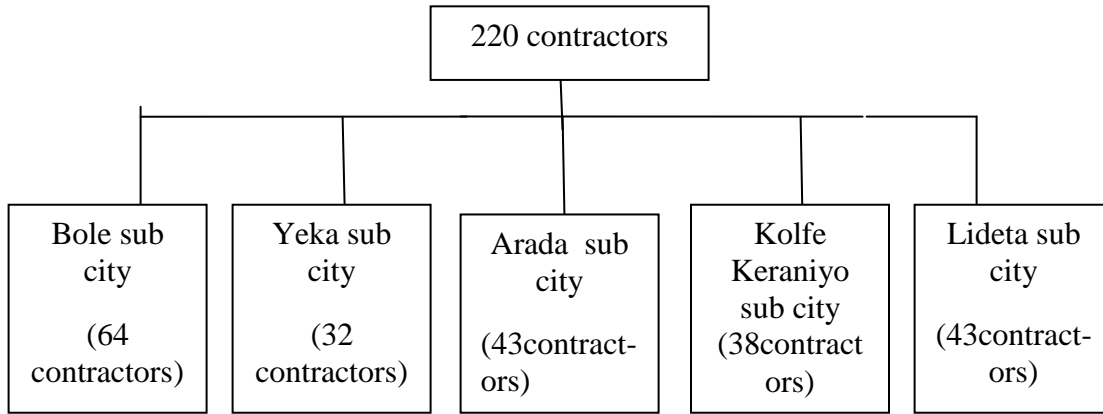 220 contractors
Bole sub
city
(64
contractors)
Yeka sub
city
(32
contractors)
Arada sub
city
(43contract-
ors)
Kolfe
Keraniyo
sub city
(38contract
ors)
Lideta sub
city
(43contract-
ors)